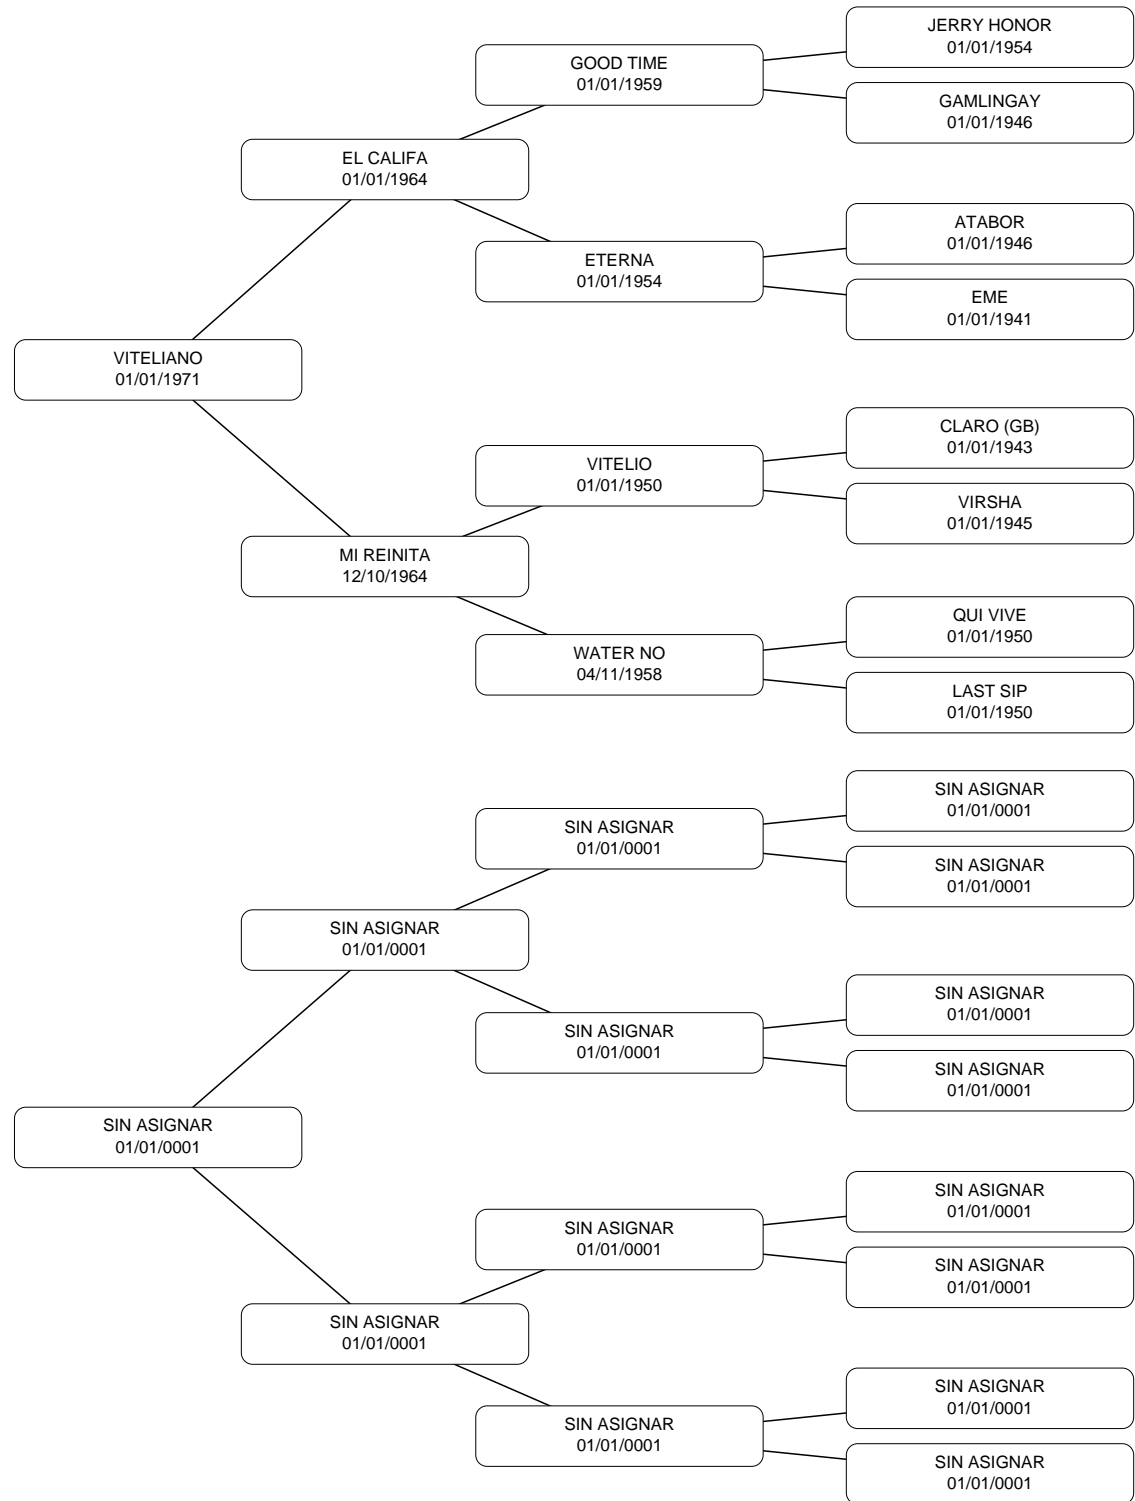 JERRY HONOR
01/01/1954
GOOD TIME
01/01/1959
GAMLINGAY
01/01/1946
EL CALIFA
01/01/1964
ATABOR
01/01/1946
ETERNA
01/01/1954
EME
01/01/1941
VITELIANO
01/01/1971
CLARO (GB)
01/01/1943
VITELIO
01/01/1950
VIRSHA
01/01/1945
MI REINITA
12/10/1964
QUI VIVE
01/01/1950
WATER NO
04/11/1958
LAST SIP
01/01/1950
SIN ASIGNAR
01/01/0001
SIN ASIGNAR
01/01/0001
SIN ASIGNAR
01/01/0001
SIN ASIGNAR
01/01/0001
SIN ASIGNAR
01/01/0001
SIN ASIGNAR
01/01/0001
SIN ASIGNAR
01/01/0001
SIN ASIGNAR
01/01/0001
SIN ASIGNAR
01/01/0001
SIN ASIGNAR
01/01/0001
SIN ASIGNAR
01/01/0001
SIN ASIGNAR
01/01/0001
SIN ASIGNAR
01/01/0001
SIN ASIGNAR
01/01/0001
SIN ASIGNAR
01/01/0001